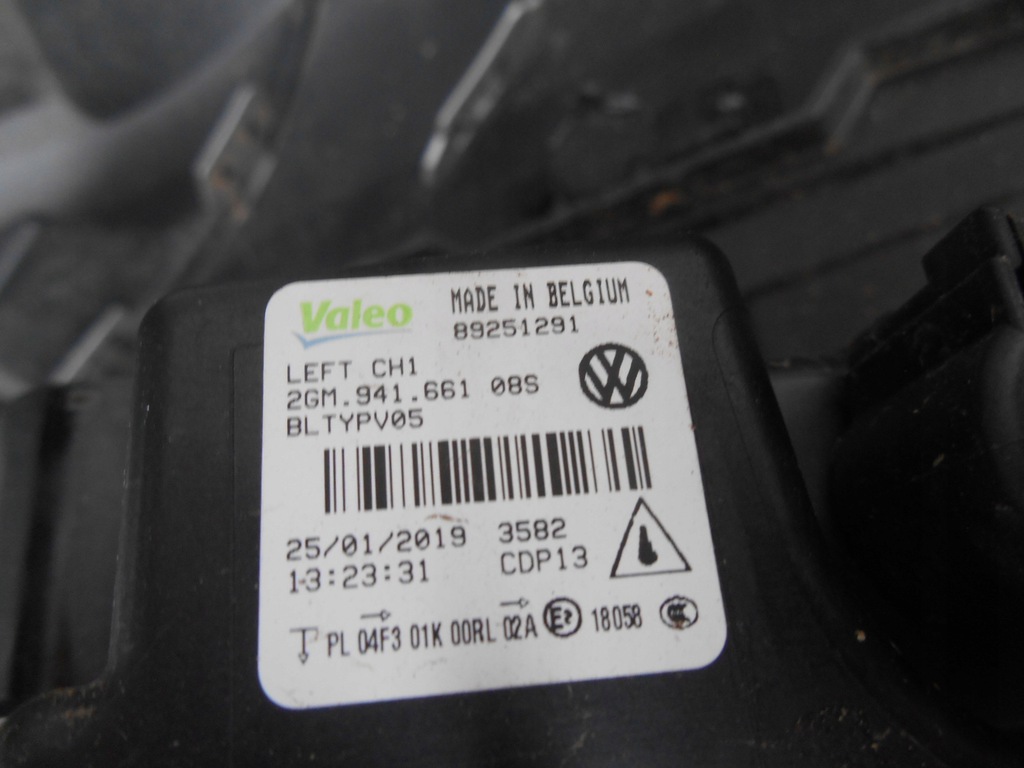 Valeo
MADE IN BELGIUM
89251291
LEFT CH1
2GM.941.661 08S
BLTYPV05
25/01/2019 3582
13:23:31 CDP13
PL 04F3 01K 00RL 02A E2 18058